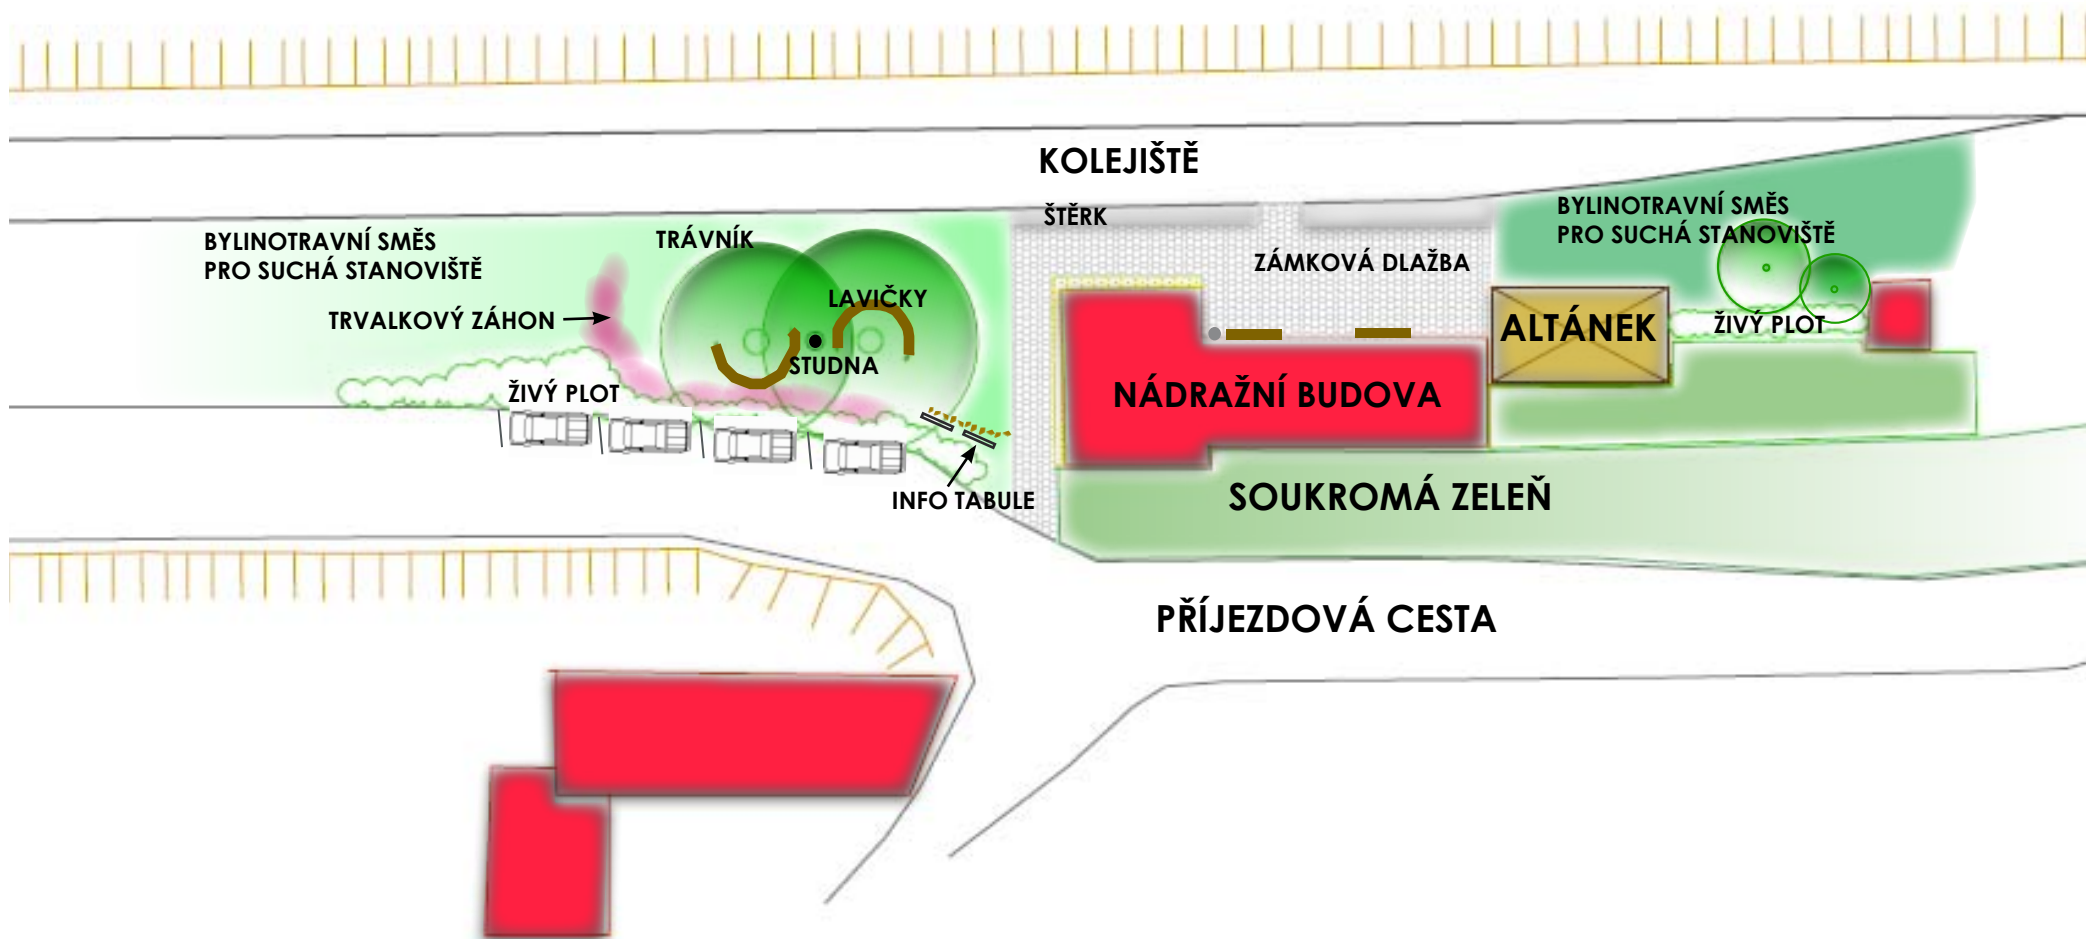 KOLEJIŠTĚ
ŠTĚRK
BYLINOTRAVNÍ SMĚS
PRO SUCHÁ STANOVIŠTĚ
TRÁVNÍK
BYLINOTRAVNÍ SMĚS
PRO SUCHÁ STANOVIŠTĚ
ZÁMKOVÁ DLAŽBA
LAVIČKY
TRVALKOVÝ ZÁHON
ALTÁNEK
ŽIVÝ PLOT
STUDNA
ŽIVÝ PLOT
NÁDRAŽNÍ BUDOVA
INFO TABULE
SOUKROMÁ ZELEŇ
PŘÍJEZDOVÁ CESTA